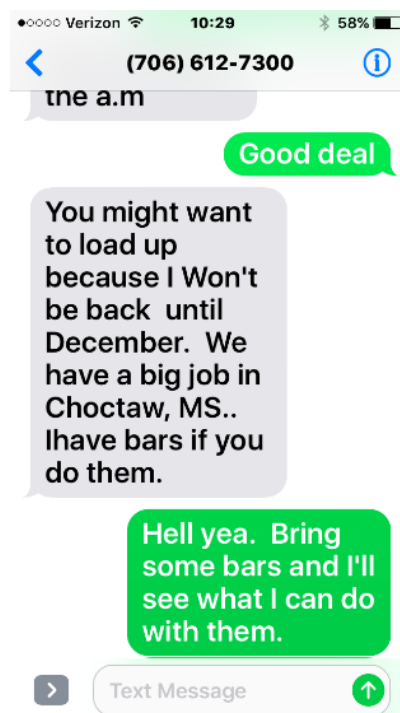 Verizon 10:29 58%
(706) 612-7300
the a.m
Good deal
You might want
to load up
because I Won't
be back until
December. We
have a big job in
Choctaw, MS..
Ihave bars if you
do them.
Hell yea. Bring
some bars and I'll
see what I can do
with them.
Text Message